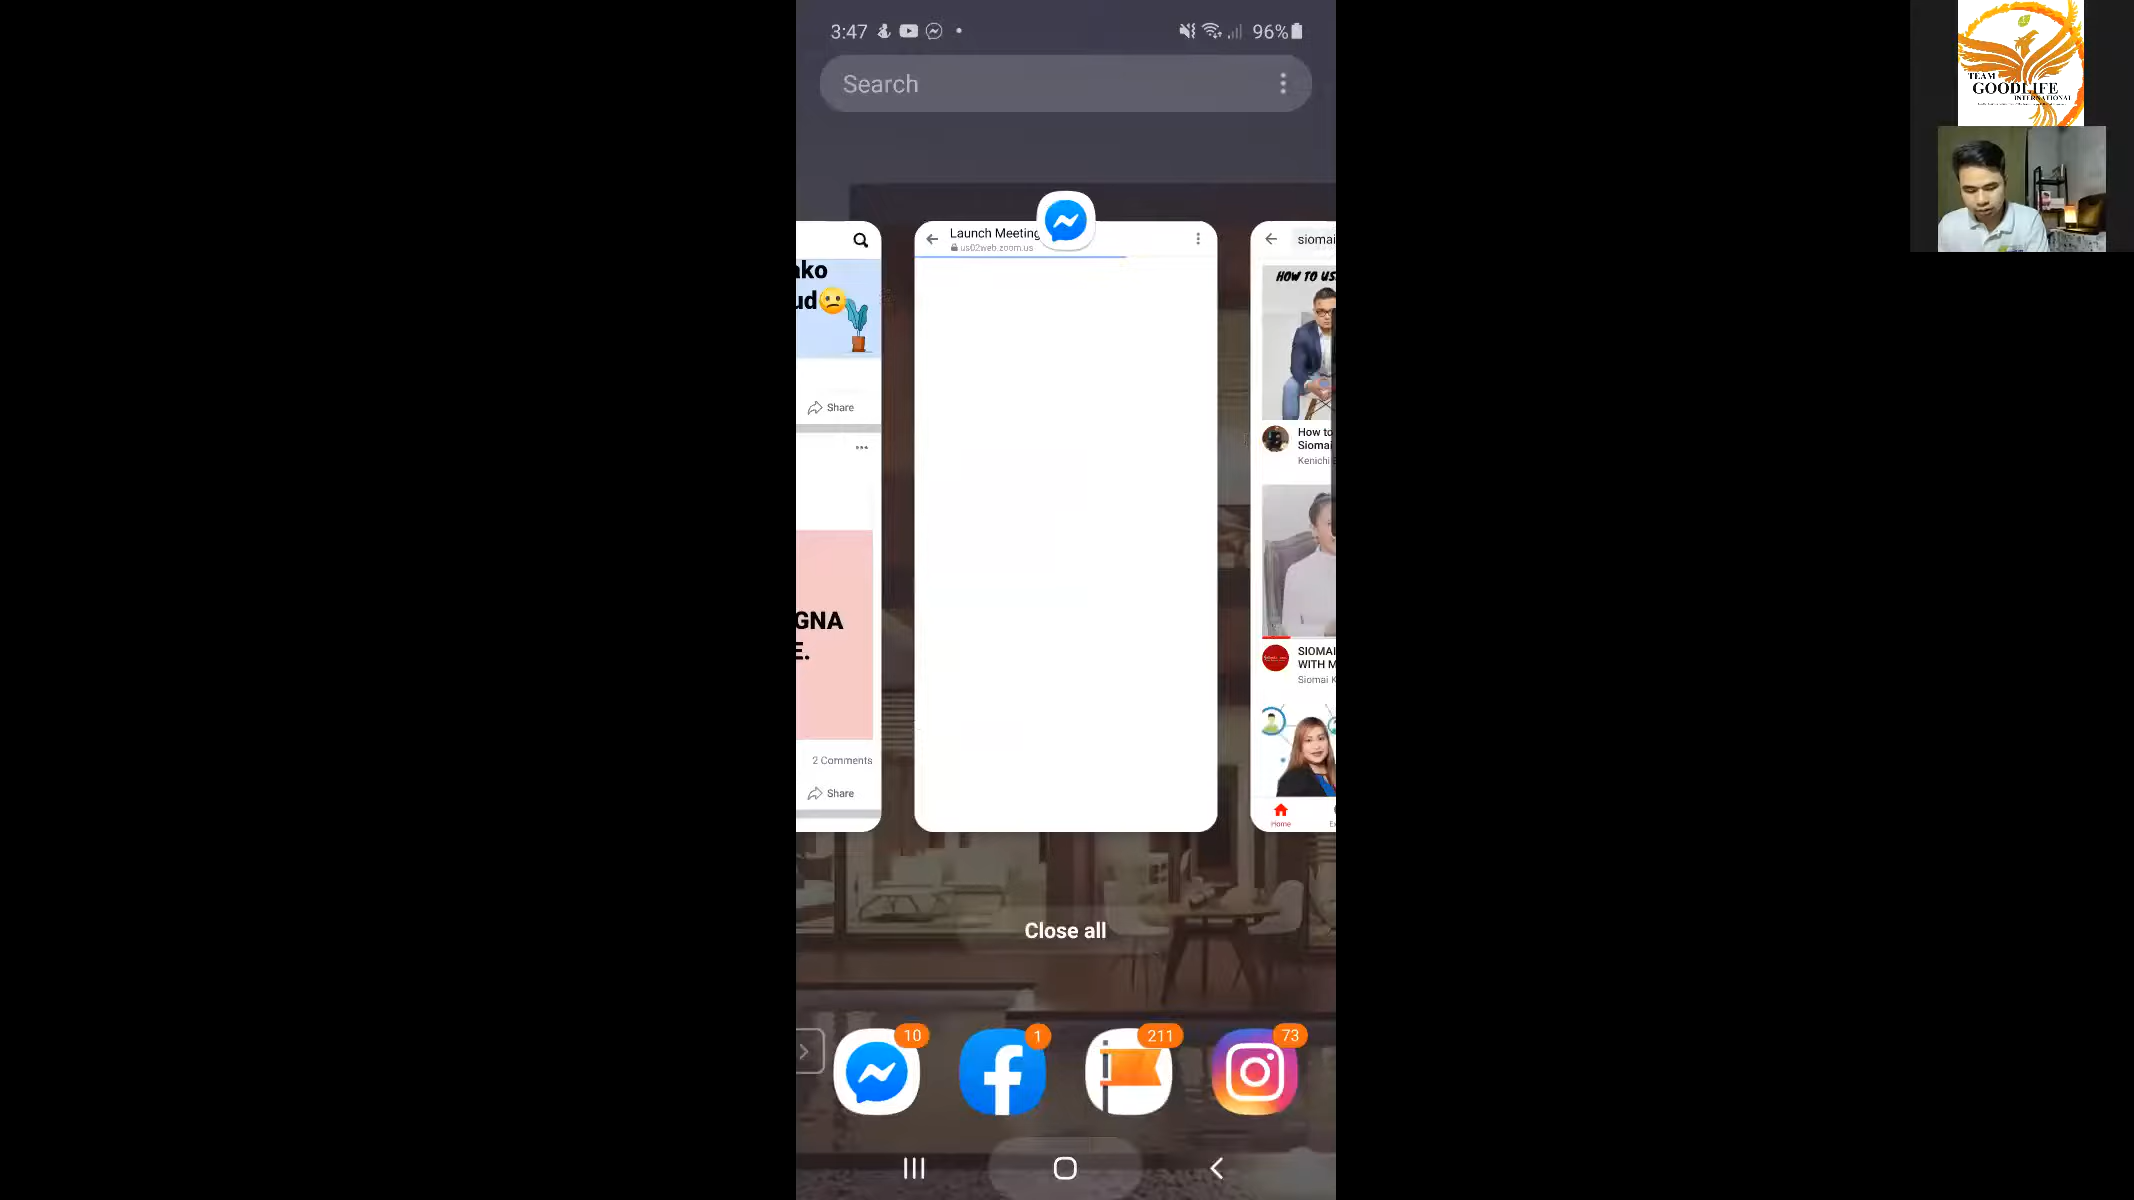 3:47
96%
Search
TEAM
GOODLIFE
INTERNATIONAL
ako
ud
Share
GNA
E.
2 Comments
Share
Launch Meeting
us02web.zoom.us
siomai
HOW TO US
How to
Siomai
Kenichi
SIOMAI
WITH M
Siomai K
Home
Close all
10
1
211
73